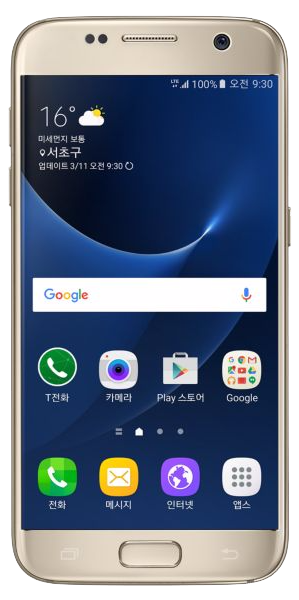 LTE 100% 오전 9:30
16°
미세먼지 보통
서초구
업데이트 3/11 오전 9:30
Google
T전화 카메라 Play 스토어 Google
전화 메시지 인터넷 앱스